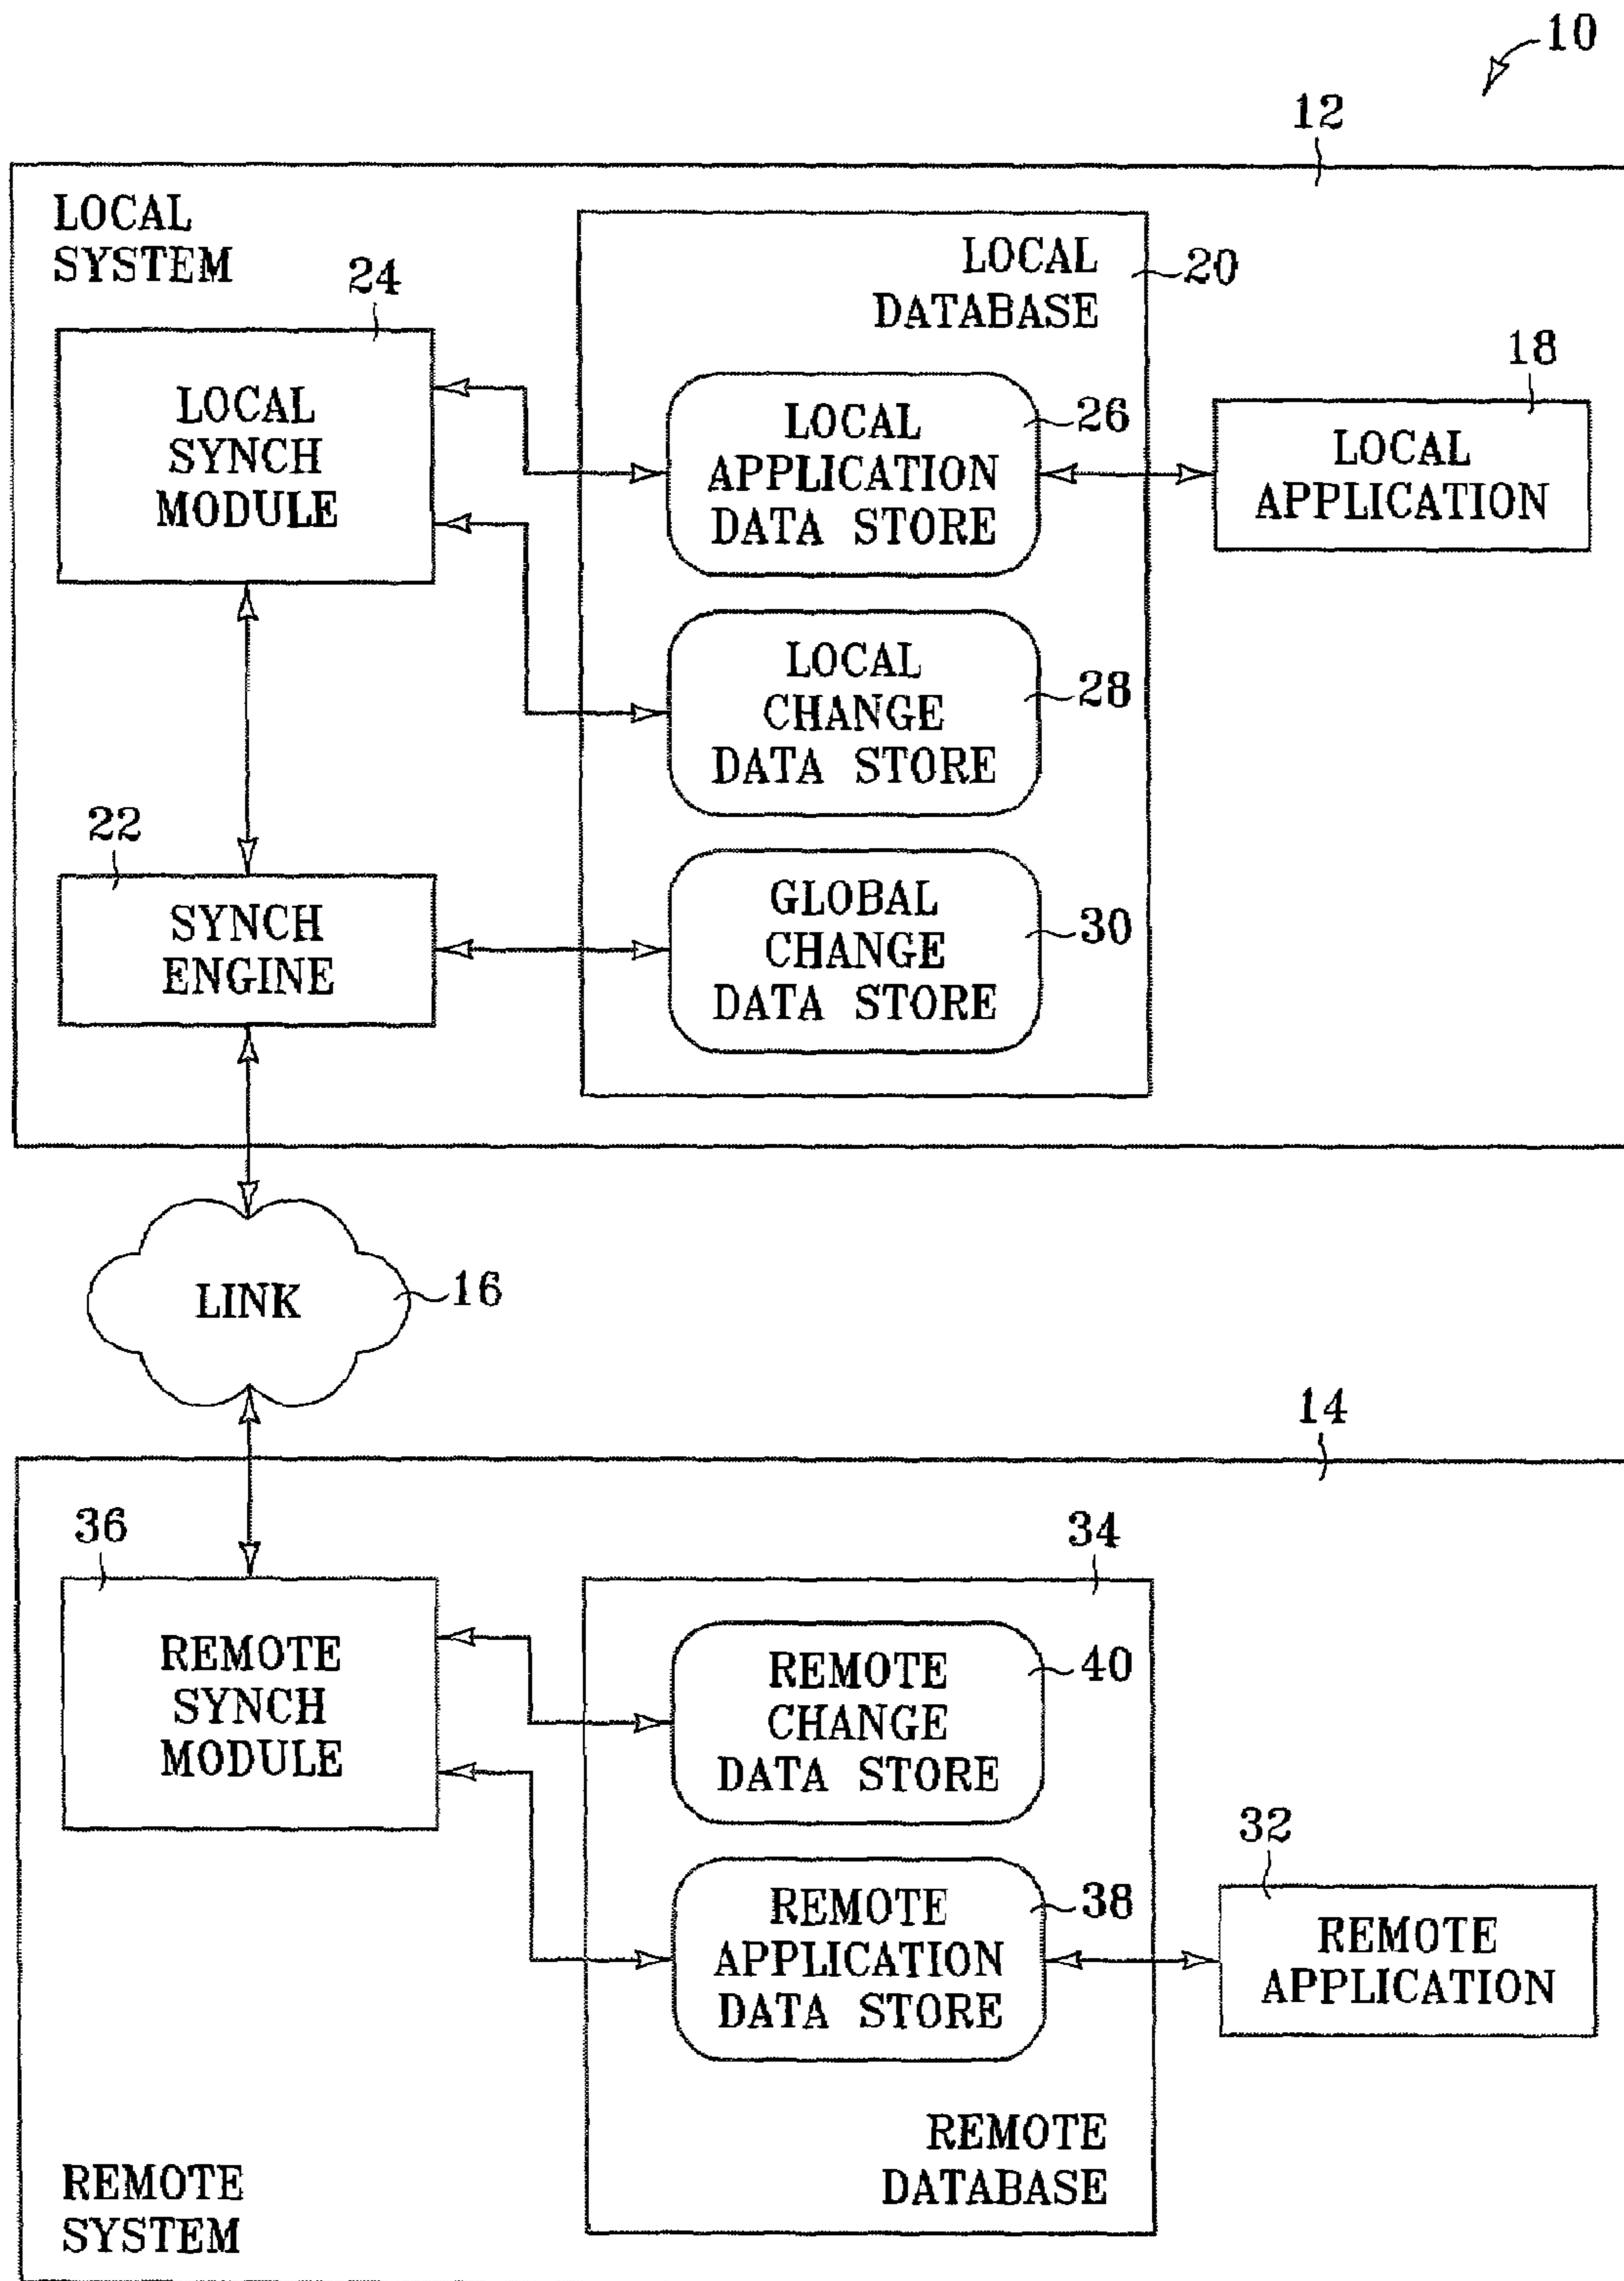 10
12
LOCAL
SYSTEM
24
LOCAL
DATABASE
20
LOCAL
SYNCH
MODULE
LOCAL
APPLICATION
DATA STORE
26
18
LOCAL
APPLICATION
LOCAL
CHANGE
DATA STORE
28
22
SYNCH
ENGINE
GLOBAL
CHANGE
DATA STORE
30
LINK
16
14
36
34
REMOTE
SYNCH
MODULE
REMOTE
CHANGE
DATA STORE
40
REMOTE
APPLICATION
DATA STORE
38
32
REMOTE
APPLICATION
REMOTE
DATABASE
REMOTE
SYSTEM